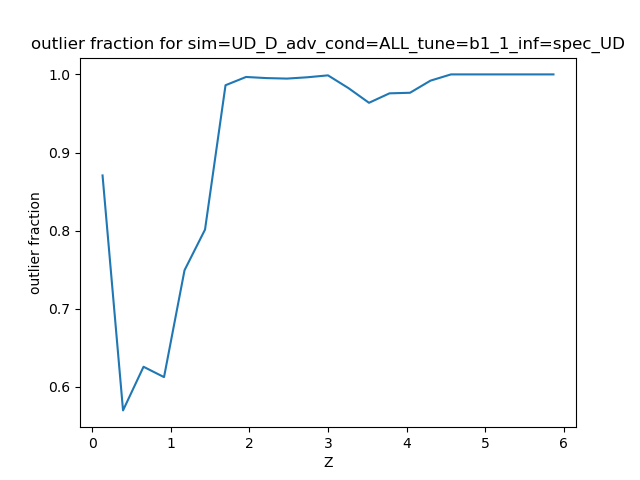 outlier fraction for sim=UD_D_adv_cond=ALL_tune=b1_1_inf=spec_UD
1.0
0.9
0.8
0.7
0.6
outlier fraction
0 1 2 3 4 5 6
Z